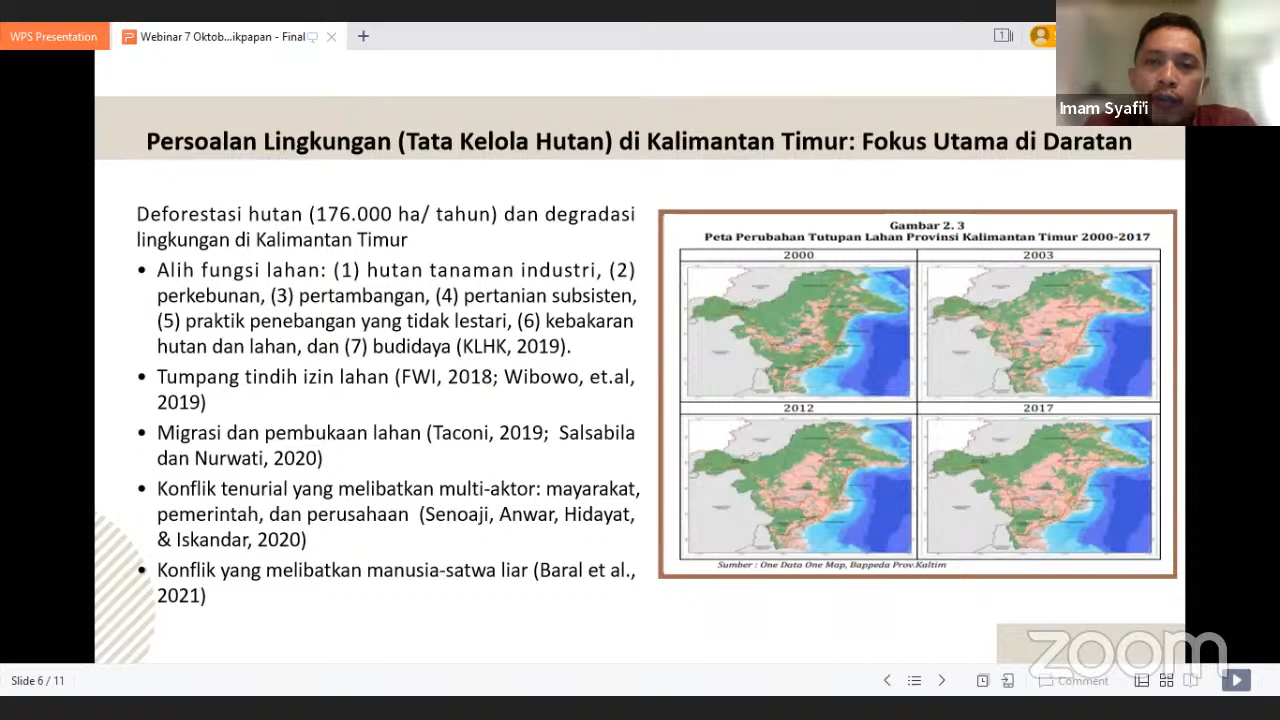 WPS Presentation
Webinar 7 Oktob...ikpapan - Final
1
Imam Syafi'i
Persoalan Lingkungan (Tata Kelola Hutan) di Kalimantan Timur: Fokus Utama di Daratan
Deforestasi hutan (176.000 ha/ tahun) dan degradasi
lingkungan di Kalimantan Timur
• Alih fungsi lahan: (1) hutan tanaman industri, (2)
perkebunan, (3) pertambangan, (4) pertanian subsisten,
(5) praktik penebangan yang tidak lestari, (6) kebakaran
hutan dan lahan, dan (7) budidaya (KLHK, 2019).
• Tumpang tindih izin lahan (FWI, 2018; Wibowo, et.al,
2019)
• Migrasi dan pembukaan lahan (Taconi, 2019; Salsabila
dan Nurwati, 2020)
• Konflik tenurial yang melibatkan multi-aktor: mayarakat,
pemerintah, dan perusahaan (Senoaji, Anwar, Hidayat,
& Iskandar, 2020)
• Konflik yang melibatkan manusia-satwa liar (Baral et al.,
2021)
Gambar 2. 3
Peta Perubahan Tutupan Lahan Provinsi Kalimantan Timur 2000-2017
2000
2003
2012
2017
Sumber : One Data One Map, Bappeda Prov.Kaltim
zoom
Slide 6 / 11
Comment